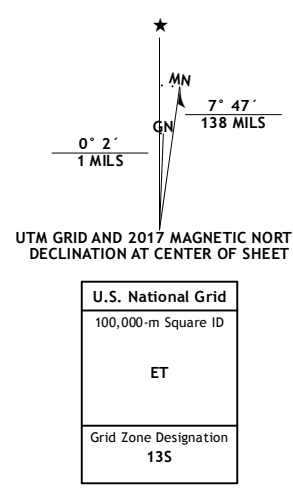 MN
7° 47´
138 MILS
GN
0° 2´
1 MILS
UTM GRID AND 2017 MAGNETIC NORT
DECLINATION AT CENTER OF SHEET
U.S. National Grid
100,000-m Square ID
ET
Grid Zone Designation
13S